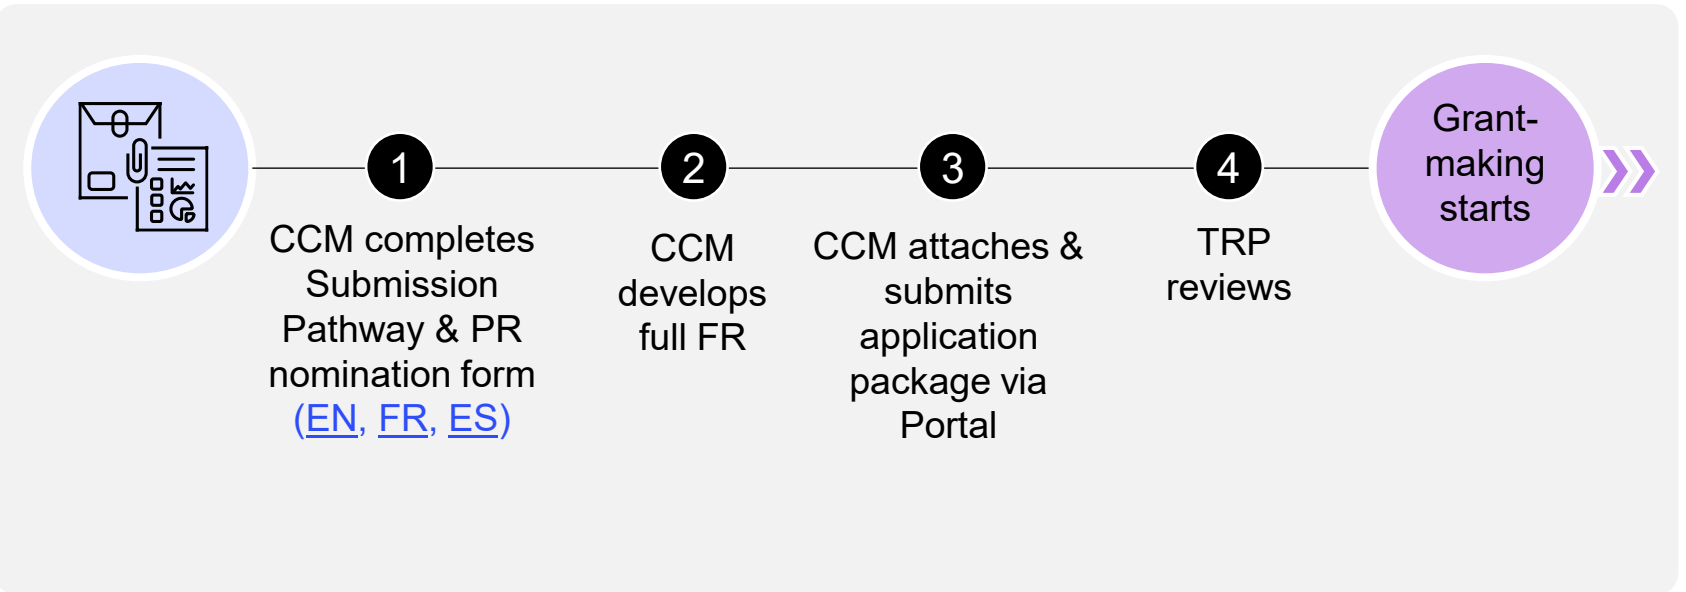 1
CCM completes
Submission
Pathway & PR
nomination form
(EN, FR, ES)
2
CCM
develops
full FR
3
CCM attaches &
submits
application
package via
Portal
4
TRP
reviews
Grant-
making
starts